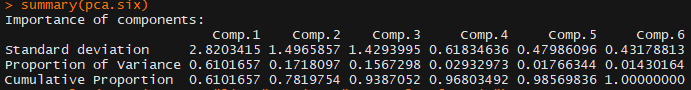 > summary(pca.six)
Importance of components:
Comp.1 Comp.2 Comp.3 Comp.4 Comp.5 Comp.6
Standard deviation 2.8203415 1.4965857 1.4293995 0.61834636 0.47986096 0.43178813
Proportion of Variance 0.6101657 0.1718097 0.1567298 0.02932973 0.01766344 0.01430164
Cumulative Proportion 0.6101657 0.7819754 0.9387052 0.96803492 0.98569836 1.00000000